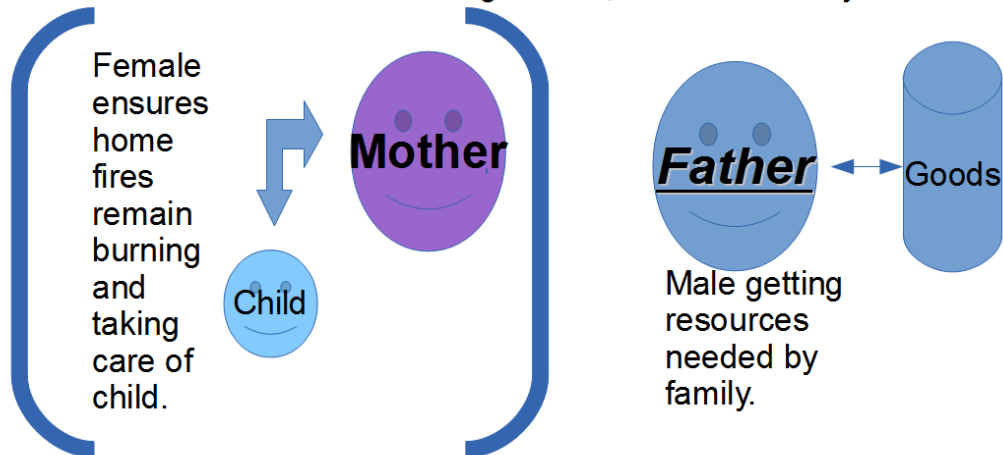 Female
ensures
home
fires
remain
burning
and
taking
care of
child.
Mother
Child
Father
Goods
Male getting
resources
needed by
family.